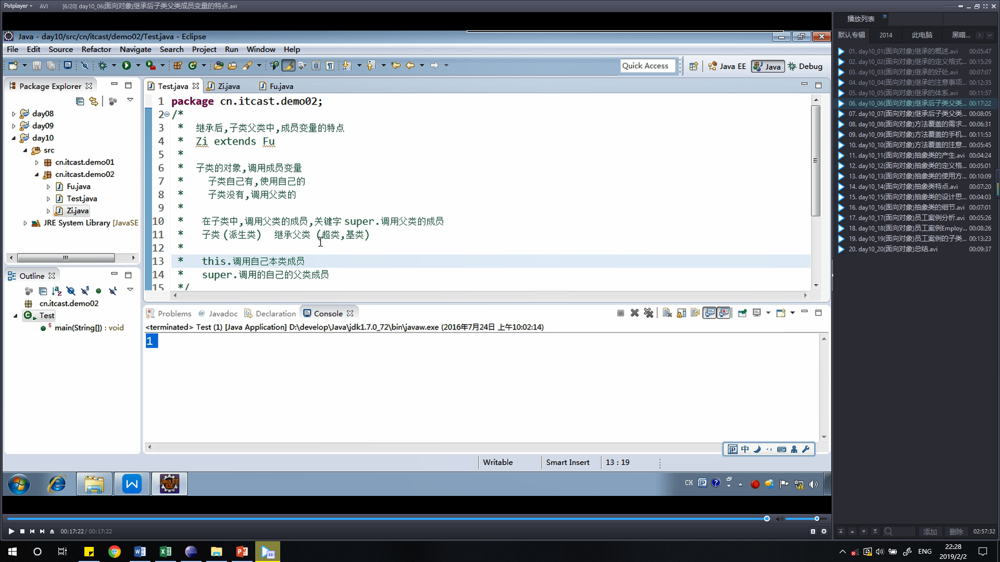 Potplayer AVI [6/20] day10_06(面向对象)继承后子类父类成员变量的特点.avi
Java - day10/src/cn/itcast/demo02/Test.java - Eclipse
File Edit Source Refactor Navigate Search Project Run Window Help
Quick Access Java EE Java Debug
Package Explorer
day08
day09
day10
src
cn.itcast.demo01
cn.itcast.demo02
Fu.java
Test.java
Zi.java
JRE System Library [JavaSE
Outline
cn.itcast.demo02
Test
main(String[]) : void
Test.java Zi.java Fu.java
1 package cn.itcast.demo02;
2 /*
3 * 继承后,子类父类中,成员变量的特点
4 * Zi extends Fu
5 *
6 * 子类的对象,调用成员变量
7 * 子类自己有,使用自己的
8 * 子类没有,调用父类的
9 *
10 * 在子类中,调用父类的成员,关键字 super.调用父类的成员
11 * 子类 (派生类) 继承父类 (超类,基类)
12 *
13 * this.调用自己本类成员
14 * super.调用的自己的父类成员
15 */
Problems @ Javadoc Declaration Console
<terminated> Test (1) [Java Application] D:\develop\Java\jdk1.7.0_72\bin\javaw.exe (2016年7月24日 上午10:02:14)
1
中
Writable Smart Insert 13 : 19
CH
00:17:22 / 00:17:22
播放列表
默认专辑 2014 此电脑 黑暗...
01. day10_01(面向对象)继承的概述.avi 00:05:47
02. day10_02(面向对象)继承的定义格式... 00:15:29
03. day10_03(面向对象)继承的好处.avi 00:07:07
04. day10_04(面向对象)继承的注意事项... 00:12:35
05. day10_05(面向对象)继承的体系.avi 00:11:57
06. day10_06(面向对象)继承后子类父类... 00:17:22
07. day10_07(面向对象)继承后子类父类... 00:08:05
08. day10_08(面向对象)方法覆盖的需求... 00:06:31
09. day10_09(面向对象)方法覆盖的手机... 00:11:53
10. day10_10(面向对象)方法覆盖的注意... 00:05:45
11. day10_11(面向对象)抽象类的产生.avi 00:04:24
12. day10_12(面向对象)抽象类的定义格... 00:05:01
13. day10_13(面向对象)抽象类的使用方... 00:10:09
14. day10_14(面向对象)抽象类特点.avi 00:07:20
15. day10_15(面向对象)抽象类的设计思... 00:04:03
16. day10_16(面向对象)抽象类的细节.avi 00:07:01
17. day10_17(面向对象)员工案例分析.avi 00:05:26
18. day10_18(面向对象)员工案例Employ... 00:08:26
19. day10_19(面向对象)员工案例的子类... 00:13:23
20. day10_20(面向对象)总结.avi 00:09:37
添加 删除 02:57:32
ENG 22:28
2019/2/2